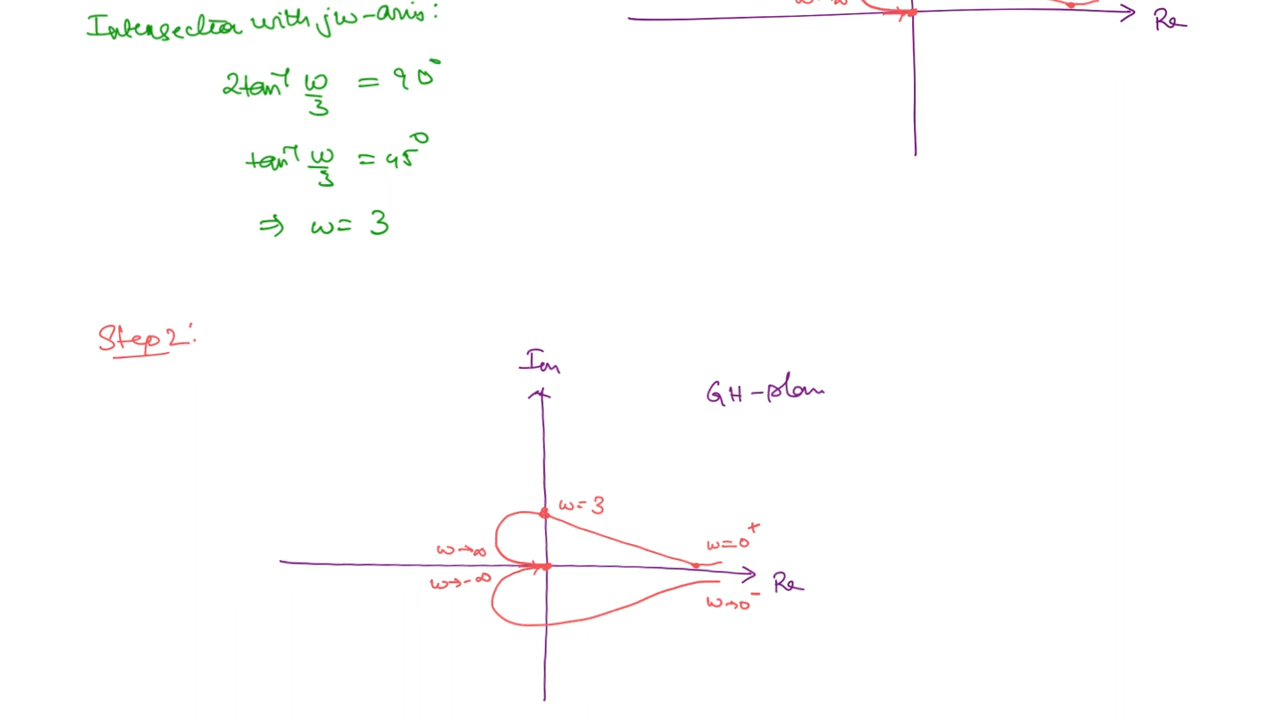 Intersection with jω-axis:
Re
2tan⁻¹ ω/3 = 90°
tan⁻¹ ω/3 = 45°
⇒ ω = 3
Step 2:
Im
GH-plan
ω=3
ω=0⁺
ω→∞
ω→-∞
Re
ω→0⁻